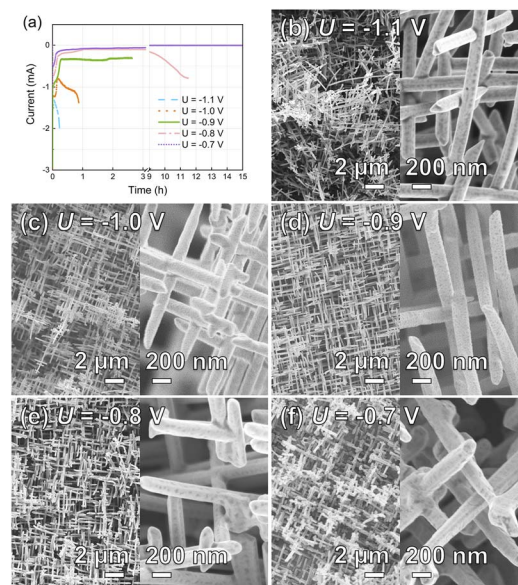 (a)
Current (mA)
0
-1
-2
-3
0 1 2 3 9 10 11 12 13 14 15
Time (h)
U = -1.1 V
U = -1.0 V
U = -0.9 V
U = -0.8 V
U = -0.7 V
(b) U = -1.1 V
2 μm 200 nm
(c) U = -1.0 V
2 μm 200 nm
(d) U = -0.9 V
2 μm 200 nm
(e) U = -0.8 V
2 μm 200 nm
(f) U = -0.7 V
2 μm 200 nm